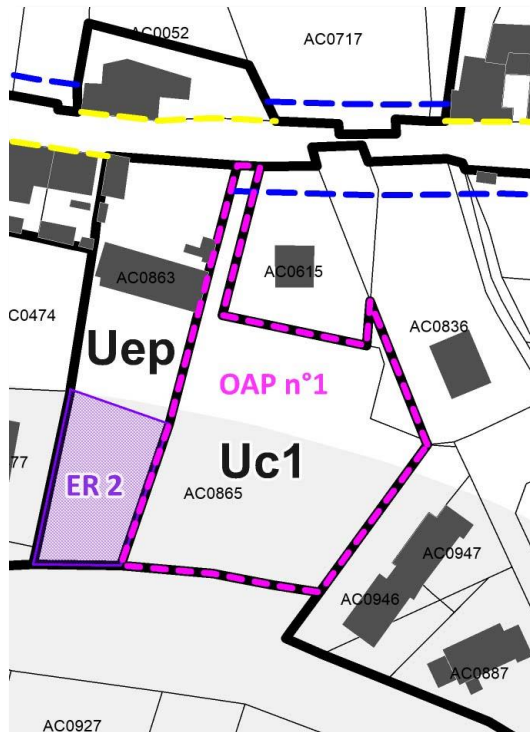 AC0052
AC0717
AC0863
AC0615
C0474
Uep
AC0836
OAP n°1
Uc1
77
ER 2
AC0865
AC0947
AC0946
AC0887
AC0927